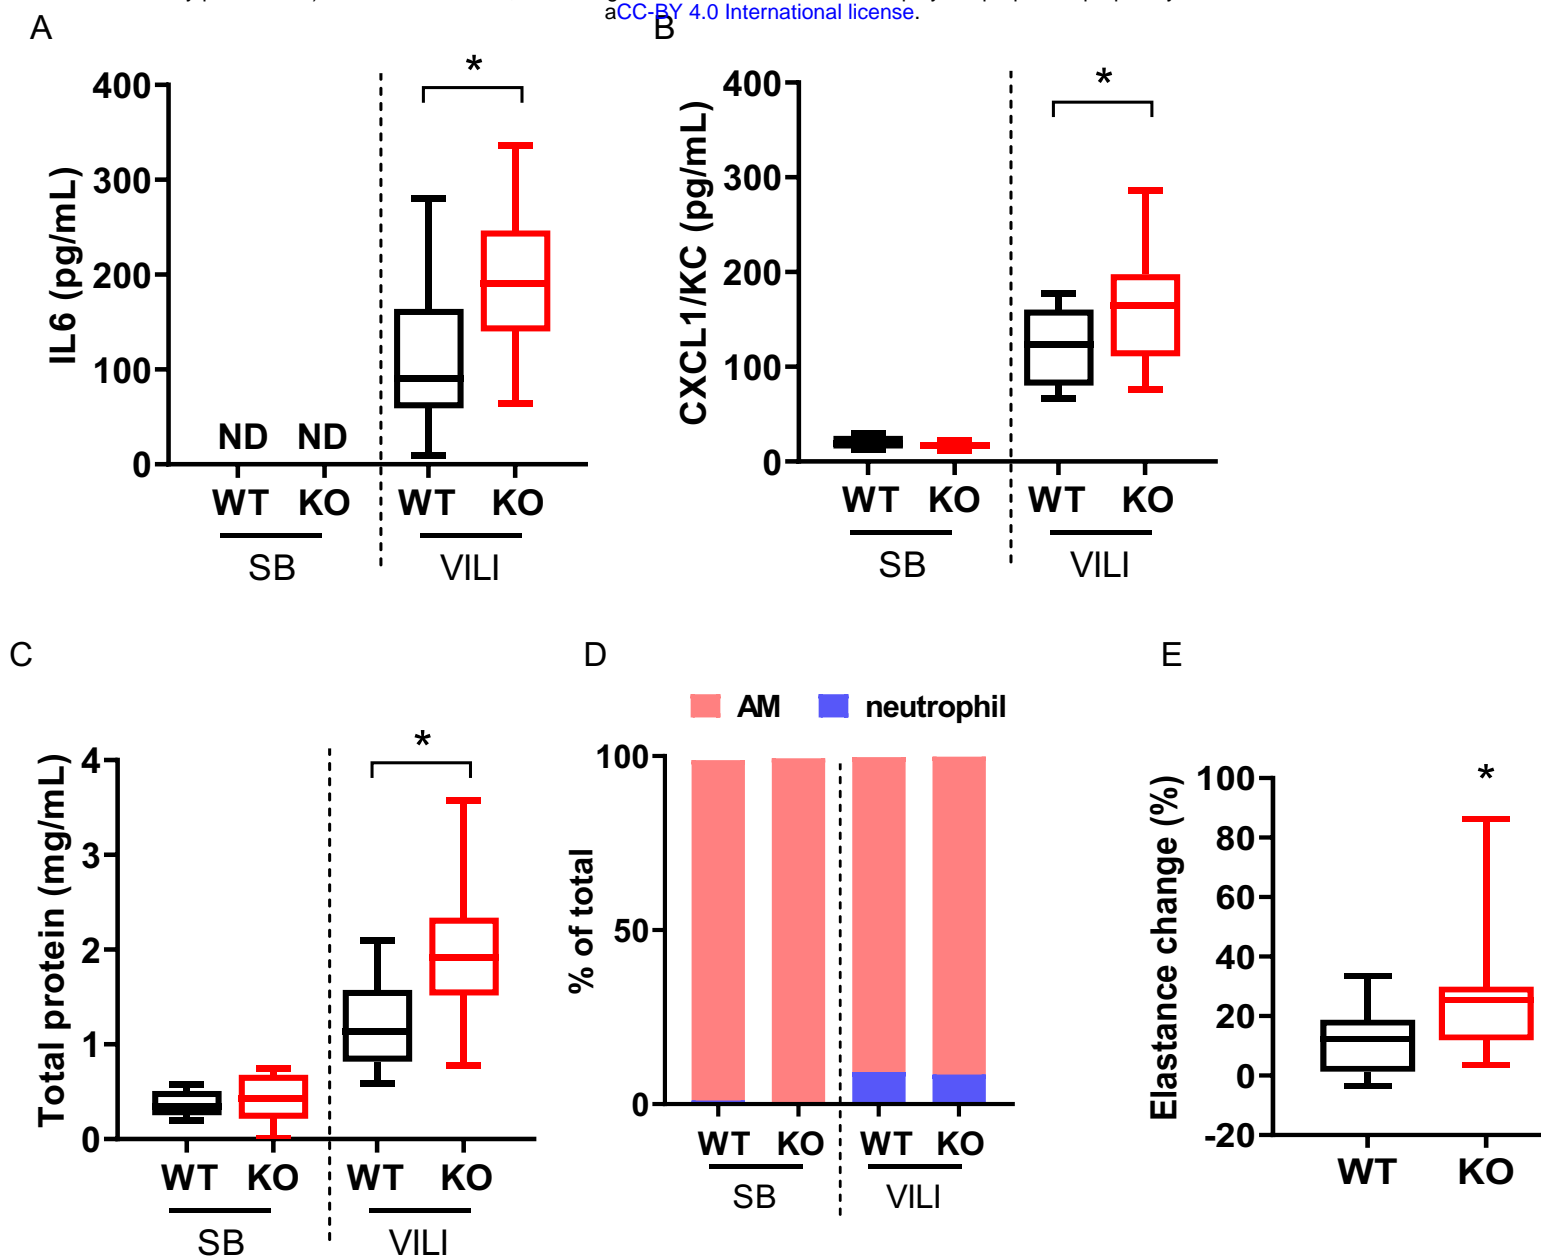 aCC-BY 4.0 International license.
A
B
*
400
300
200
100
0
IL6 (pg/mL)
ND ND
WT KO WT KO
SB VILI
*
400
300
200
100
0
CXCL1/KC (pg/mL)
WT KO WT KO
SB VILI
C
*
4
3
2
1
0
Total protein (mg/mL)
WT KO WT KO
SB VILI
D
AM neutrophil
100
50
0
% of total
WT KO WT KO
SB VILI
E
*
100
80
60
40
20
0
-20
Elastance change (%)
WT KO